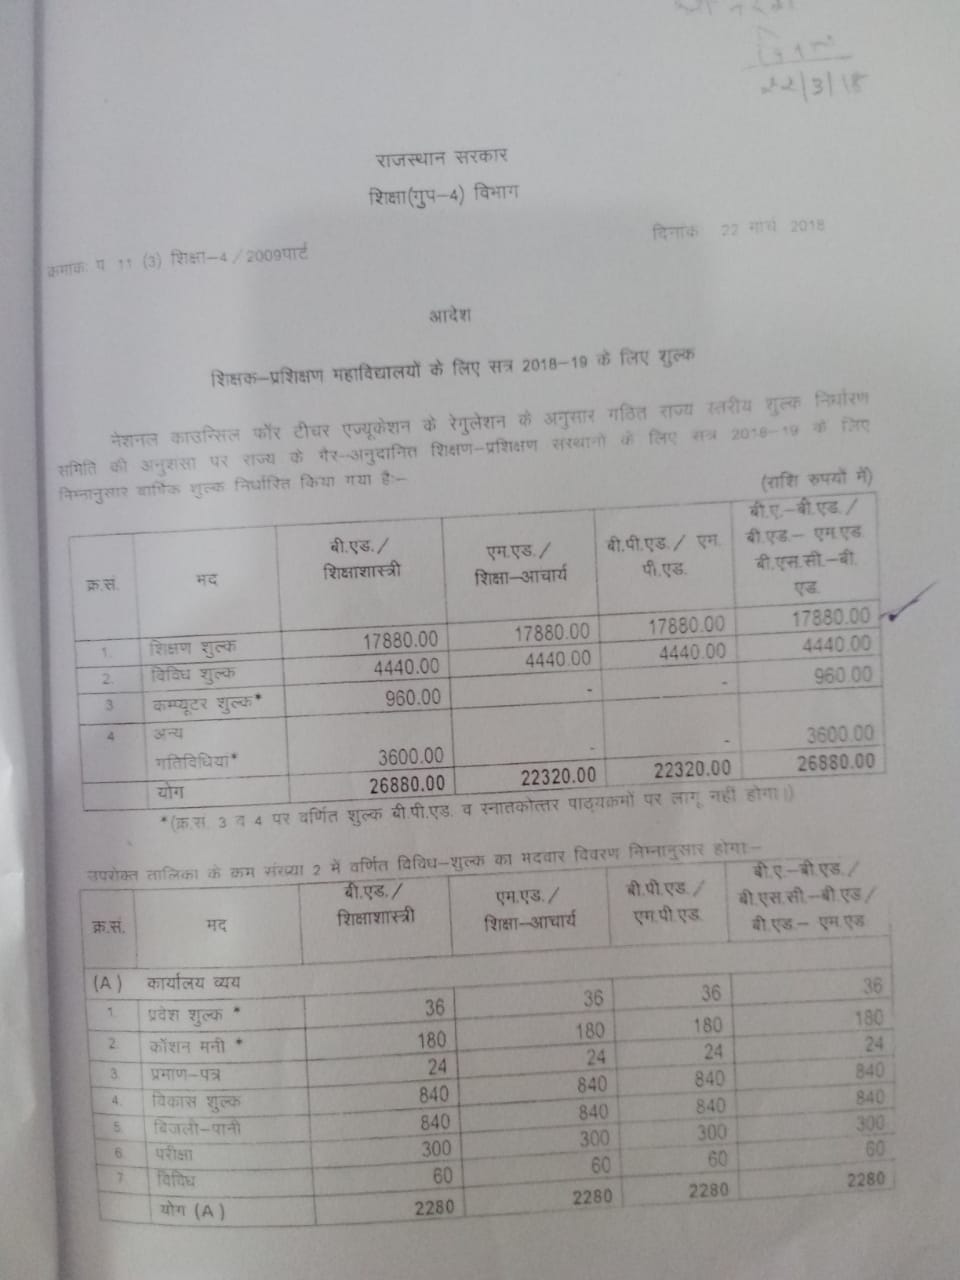 22/3/18
राजस्थान सरकार
शिक्षा(गुप–4) विभाग
दिनांक 22 मार्च 2018
क्रमांक: प 11 (3) शिक्षा–4/2009पार्ट
आदेश
शिक्षक–प्रशिक्षण महाविद्यालयों के लिए सत्र 2018–19 के लिए शुल्क
नेशनल काउन्सिल फॉर टीचर एज्यूकेशन के रेगुलेशन के अनुसार गठित राज्य स्तरीय शुल्क निर्धारण
समिति की अनुशंसा पर राज्य के गैर–अनुदानित शिक्षण–प्रशिक्षण संस्थानों के लिए सत्र 2018–19 के लिए
निम्नानुसार वार्षिक शुल्क निर्धारित किया गया है:–
(राशि रुपयों में)
क्र.सं. मद बी.एड./ शिक्षाशास्त्री एम.एड./ शिक्षा–आचार्य बी.पी.एड./ एम. पी.एड. बी.ए.–बी.एड./ बी.एड.– एम.एड. बी.एस.सी.–बी. एड.
1. शिक्षण शुल्क 17880.00 17880.00 17880.00 17880.00
2. विविध शुल्क 4440.00 4440.00 4440.00 4440.00
3 कम्प्यूटर शुल्क* 960.00 - - 960.00
4 अन्य गतिविधियां* 3600.00 - - 3600.00
योग 26880.00 22320.00 22320.00 26880.00
*(क्र.सं. 3 व 4 पर वर्णित शुल्क बी.पी.एड. व स्नातकोत्तर पाठ्यक्रमों पर लागू नहीं होगा।)
उपरोक्त तालिका के क्रम संख्या 2 में वर्णित विविध–शुल्क का मदवार विवरण निम्नानुसार होगा:–
क्र.सं. मद बी.एड./ शिक्षाशास्त्री एम.एड./ शिक्षा–आचार्य बी.पी.एड./ एम.पी.एड. बी.ए.–बी.एड./ बी.एस.सी.–बी.एड/ बी.एड.– एम.एड
(A) कार्यालय व्यय
1. प्रवेश शुल्क * 36 36 36 36
2. कॉशन मनी * 180 180 180 180
3. प्रमाण–पत्र 24 24 24 24
4. विकास शुल्क 840 840 840 840
5. बिजली–पानी 840 840 840 840
6. परीक्षा 300 300 300 300
7. विविध 60 60 60 60
योग (A) 2280 2280 2280 2280